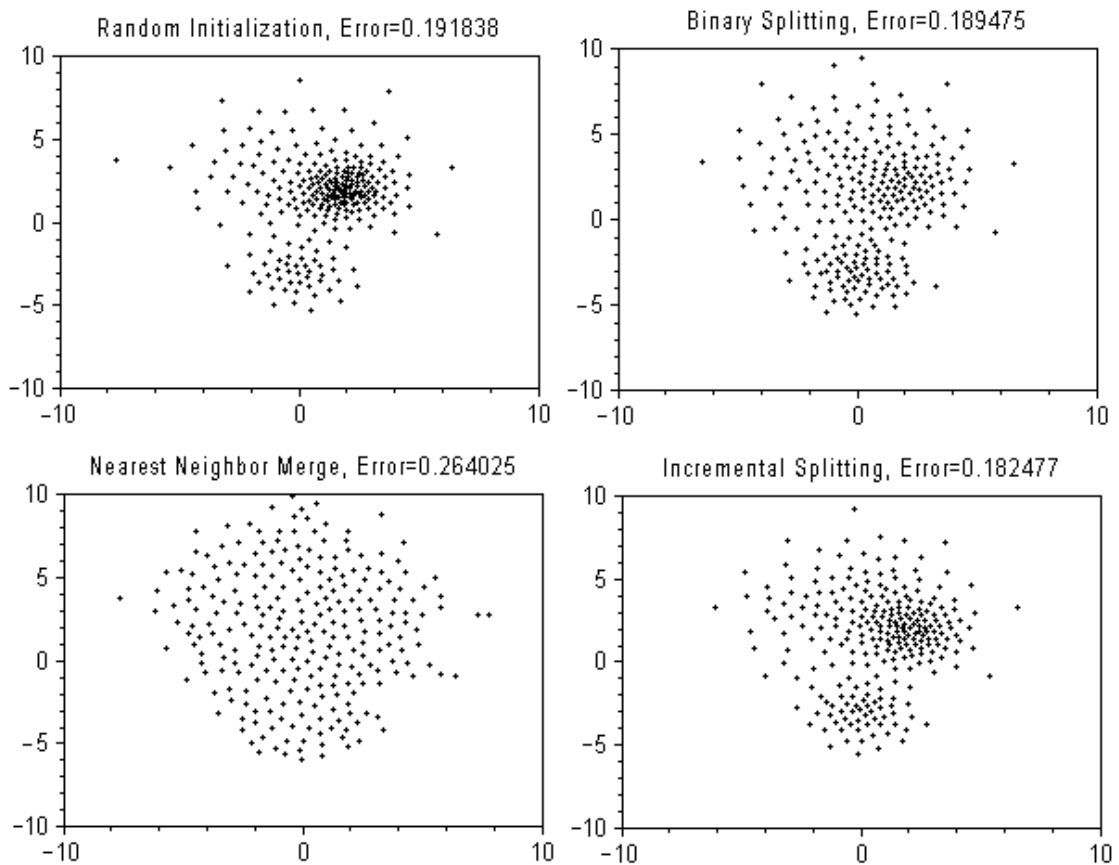 Random Initialization, Error=0.191838
10
5
0
−5
−10
−10 0 10
Binary Splitting, Error=0.189475
10
5
0
−5
−10
−10 0 10
Nearest Neighbor Merge, Error=0.264025
10
5
0
−5
−10
−10 0 10
Incremental Splitting, Error=0.182477
10
5
0
−5
−10
−10 0 10